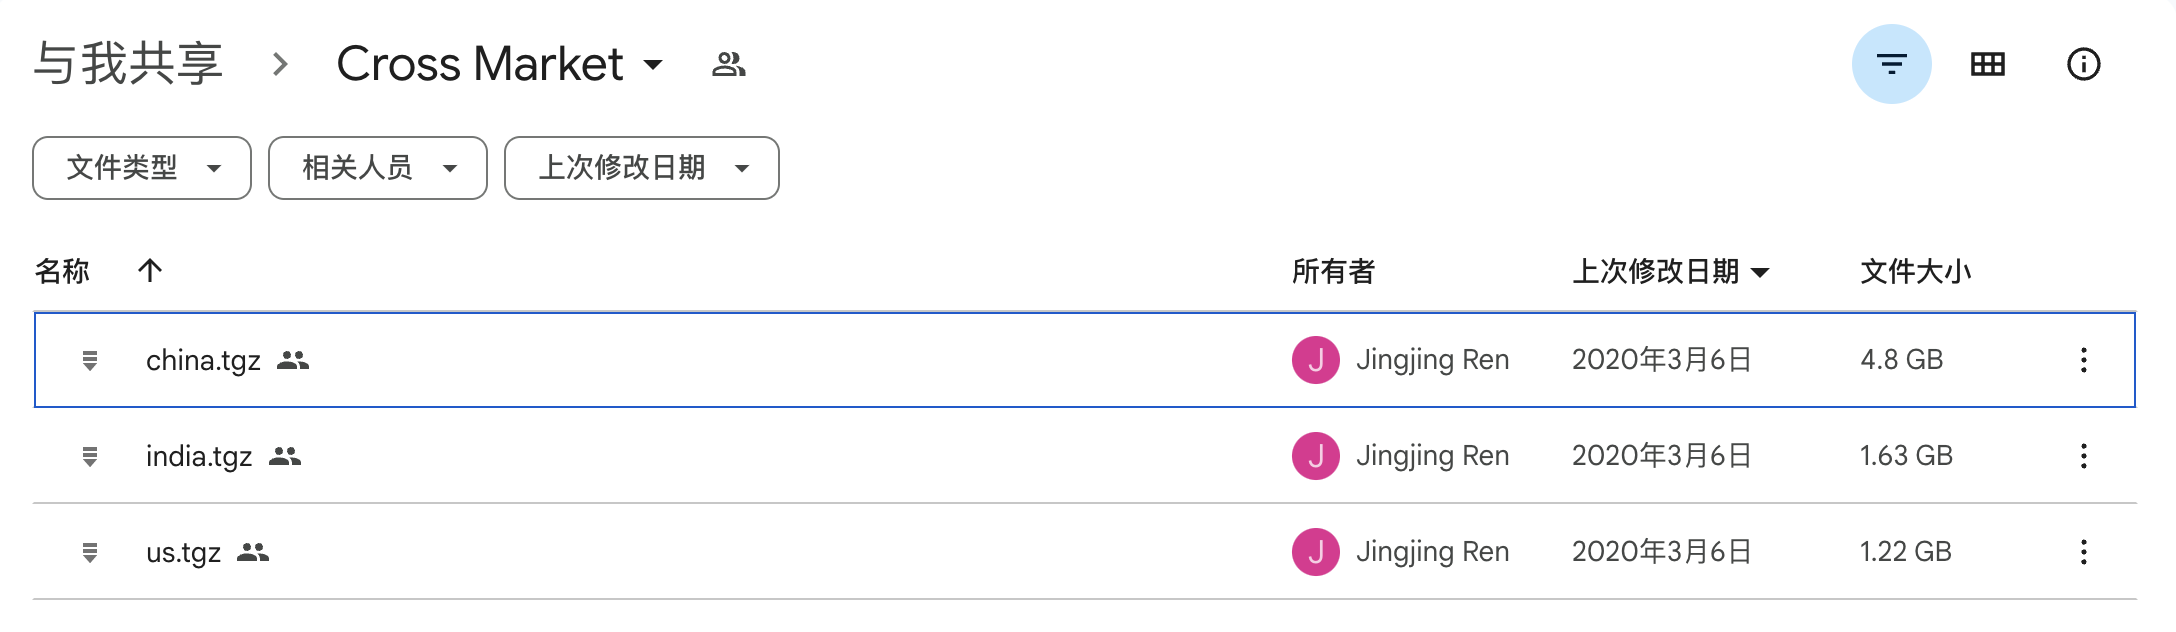 与我共享 > Cross Market
文件类型 相关人员 上次修改日期
名称 所有者 上次修改日期 文件大小
china.tgz J Jingjing Ren 2020年3月6日 4.8 GB
india.tgz J Jingjing Ren 2020年3月6日 1.63 GB
us.tgz J Jingjing Ren 2020年3月6日 1.22 GB